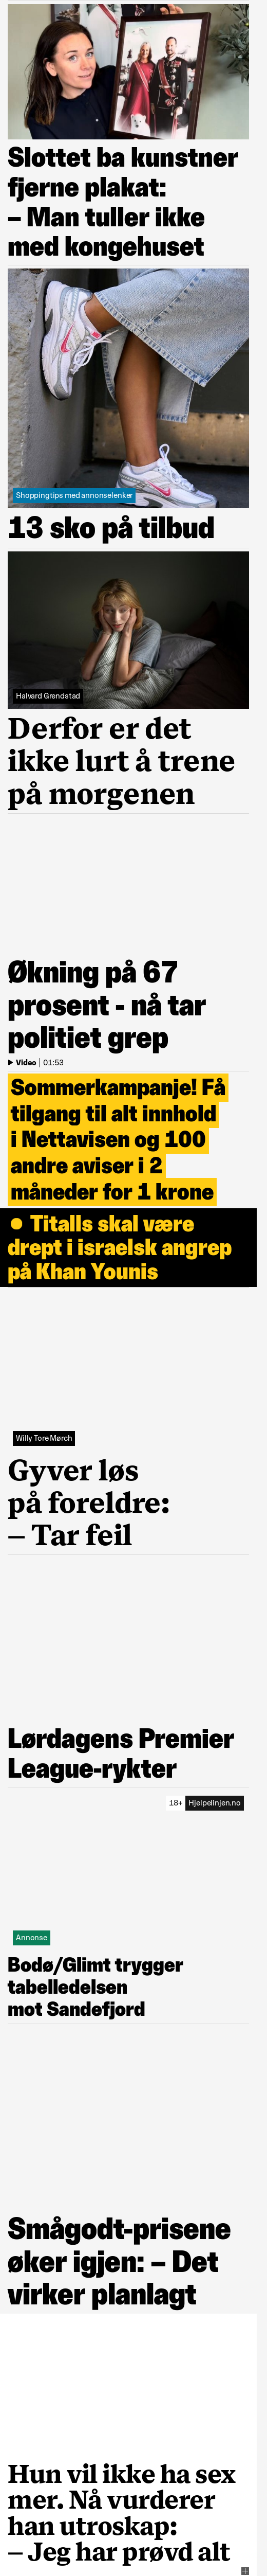 Slottet ba kunstner
fjerne plakat:
– Man tuller ikke
med kongehuset
Shoppingtips med annonselenker
13 sko på tilbud
Halvard Grendstad
Derfor er det
ikke lurt å trene
på morgenen
Økning på 67
prosent - nå tar
politiet grep
Video | 01:53
Sommerkampanje! Få
tilgang til alt innhold
i Nettavisen og 100
andre aviser i 2
måneder for 1 krone
Titalls skal være
drept i israelsk angrep
på Khan Younis
Willy Tore Mørch
Gyver løs
på foreldre:
– Tar feil
Lørdagens Premier
League-rykter
18+ Hjelpelinjen.no
Annonse
Bodø/Glimt trygger
tabelledelsen
mot Sandefjord
Smågodt-prisene
øker igjen: – Det
virker planlagt
Hun vil ikke ha sex
mer. Nå vurderer
han utroskap:
– Jeg har prøvd alt